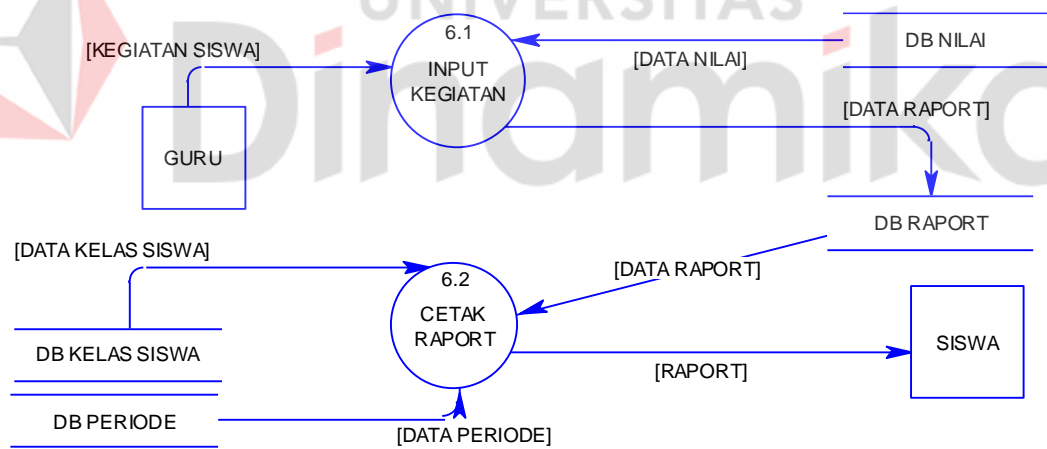 UNIVERSITAS
Dinamika
6.1
INPUT
KEGIATAN
[KEGIATAN SISWA]
[DATA NILAI]
DB NILAI
[DATA RAPORT]
GURU
DB RAPORT
[DATA KELAS SISWA]
[DATA RAPORT]
6.2
CETAK
RAPORT
DB KELAS SISWA
SISWA
[RAPORT]
DB PERIODE
[DATA PERIODE]